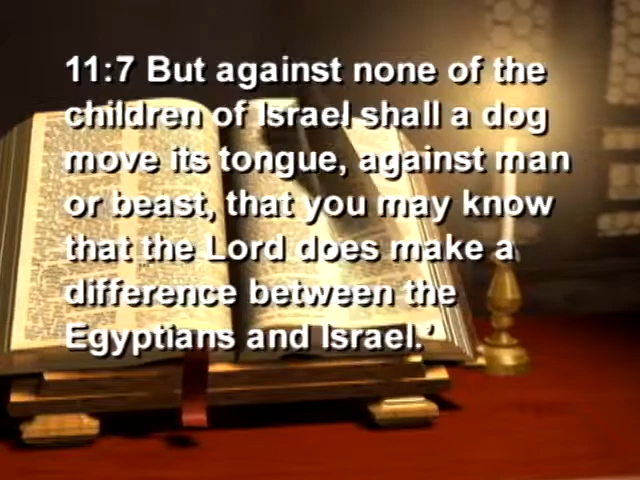 11:7 But against none of the
children of Israel shall a dog
move its tongue, against man
or beast, that you may know
that the Lord does make a
difference between the
Egyptians and Israel.’